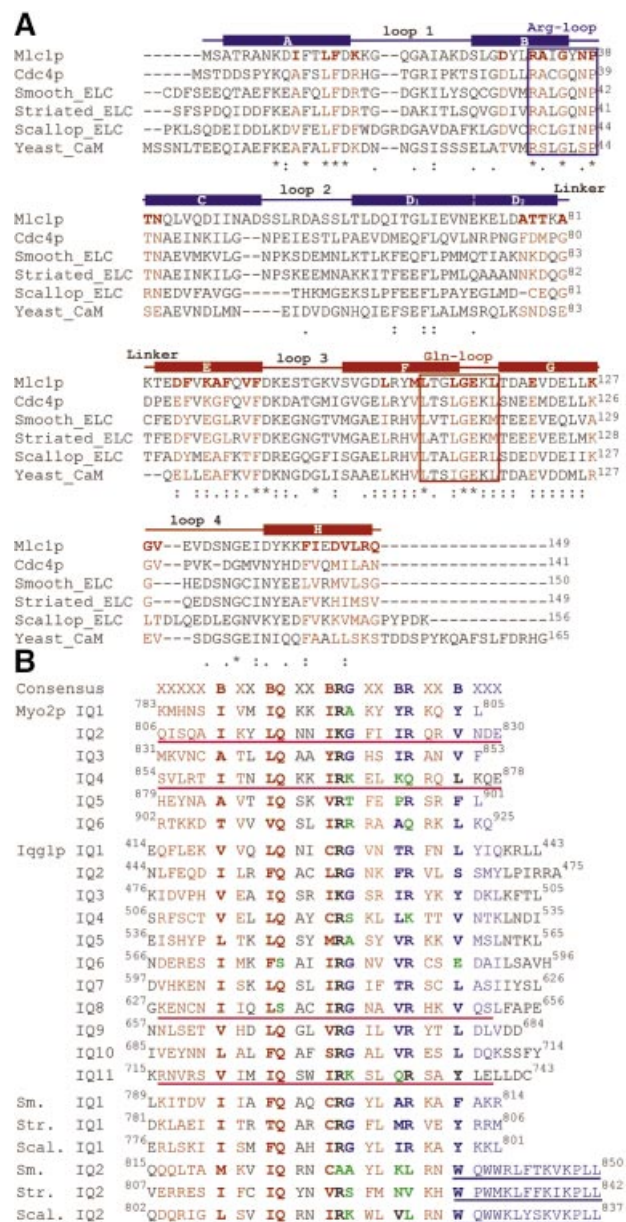 A
A loop 1 B Arg-loop
Mlc1p -------MSATRANKDIFTLFDKKGK--GQGAIAKDSLGDYLRAIGYNP38
Cdc4p ------MSTDDSPYKQAFSLFDRHG--TGRIPKTSIGDLLRACGQNP39
Smooth_ELC ---CDFSEEQTAEFKEAFQLFDRTG--DGKILYSQCGDVMRALGQNP42
Striated_ELC ----SFSPDQIDDFKEAFLLFDRTG--DAKITLSQVGDIVRALGQNP41
Scallop_ELC --PKLSQDEIDDLKDVFELFDFWDGRDGAVDAFKLGDVCRCLGINP44
Yeast_CaM MSSNLTEEQIAEFKEAFALFDKDN--NGSISSSELATVMRSLGLSP44
*: * *** . . . . * . *
C loop 2 D1 D2 Linker
Mlc1p TNQLVQDIINADSSLRDASSLTLDQITGLIEVNEKELDATTKA81
Cdc4p TNAEINKILG--NPEIESTLPAEVDMEQFLQVLNRPNGFDMPG80
Smooth_ELC TNAEVMKVLG--NPKSDEMNLKTLKFEQFLPMMQTIAKNKDQG83
Striated_ELC TNAEINKILG--NPSKEEMNAKKITFEEFLPMLQAAANNKDQG82
Scallop_ELC RNEDVFAVGG----THKMGEKSLPFEEFLPAYEGLMD-CEQG81
Yeast_CaM SEAEVNDLMN---EIDVDGNHQIEFSEFLALMSRQLKSNDSE83
. : : :
Linker E loop 3 F Gln-loop G
Mlc1p KTEDFVKAFQVFDKESTGKVSVGDLRYMLTGLGEKLTDAEVDELLK127
Cdc4p DPEEFVKGFQVFDKDATGMIGVGELRYVLTSLGEKLSNEEMDELLK126
Smooth_ELC CFEDYVEGLRVFDKEGNGTVMGAEIRHVLVTLGEKMTEEEVEQLVA129
Striated_ELC TFEDFVEGLRVFDKEGNGTVMGAELRHVLATLGEKMTEEEVEELMK128
Scallop_ELC TFADYMEAFKTFDREGQGFISGAELRHVLTALGERLSDEDVDEIIK127
Yeast_CaM --QELLEAFKVFDKNGDGLISAAELKHVLTSIGEKLTDAEVDDMLR127
loop 4 H
Mlc1p GV--EVDSNGEIDYKKFIEDVLRQ----------------149
Cdc4p GV--PVK-DGMVNYHDFVQMILAN----------------141
Smooth_ELC G---QEDSNGCINYEELVRMVLSG----------------150
Striated_ELC G---QEDSNGCINYEAFVKHIMSV----------------149
Scallop_ELC LTDLQEDLEGNVKYEDFVKKVMAGPYPDK-----------156
Yeast_CaM EV---SDGSGEINIQQFAALLSKSTDDSPYKQAFSLFDRHG165
. .* :. . : :
B
Consensus XXXXX B XX BQ XX BRG XX BR XX B XXX
Myo2p IQ1 783KMHNS I VM IQ KK IRA KY YR KQ Y L805
IQ2 806QISQA I KY LQ NN IKG FI IR QR V NDE830
IQ3 831MKVNC A TL LQ AA YRG HS IR AN V F853
IQ4 854SVLRT I TN LQ KK IRK EL KQ RQ L KQE878
IQ5 879HEYNA A VT IQ SK VRT FE PR SR F L901
IQ6 902RTKKD T VV VQ SL IRR RA AQ RK L KQ925
Iqg1p IQ1 414EQFLEK V VQ LQ NI CRG NV TR FN L YIQKRLL443
IQ2 444NLFEQD I LR FQ AC LRG NK FR VL S SMYLPIRRA475
IQ3 476KIDVPH V EA IQ SR IKG SR IR YK Y DKLKFTL505
IQ4 506SRFSCT V EL LQ AY CRS KL LK TT V NTKLNDI535
IQ5 536EISHYP L TK LQ SY MRA SY VR KK V MSLNTKL565
IQ6 566NDERES I MK FS AI IRG NV VR CS E DAILSAVH596
IQ7 597DVHKEN I SK LQ SL IRG IF TR SC L ASIIYSL626
IQ8 627GKENCN I IQ LS AC IRG NA VR HK V QSLFAPE656
IQ9 657NNLSET V HD LQ GL VRG IL VR YT L DLVDD684
IQ10 685IVEYNN L AL FQ AF SRG AL VR ES L DQKSSFY714
IQ11 715KRNVRS V IM IQ SW IRK SL QR SA Y LELLDC743
Sm. IQ1 789LKITDV I IA FQ AQ CRG YL AR KA F AKR814
Str. IQ1 781DLKLAEI I TR TQ ARC RG FL MR VE Y RRM806
Scal. IQ1 776ERLSKI I SM FQ AH IRG YL IR KA Y KKL801
Sm. IQ2 815QQQLTA M KV IQ RN CAA YL KL RN W QWWRLFTKVKPLL850
Str. IQ2 807VERRES I FC IQ YN VRS FM NV KH W PWMKLFFKIKPLL842
Scal. IQ2 802DQRIGL S VI QR NC RKW VL RN W QWWKLYSKVKPLL837